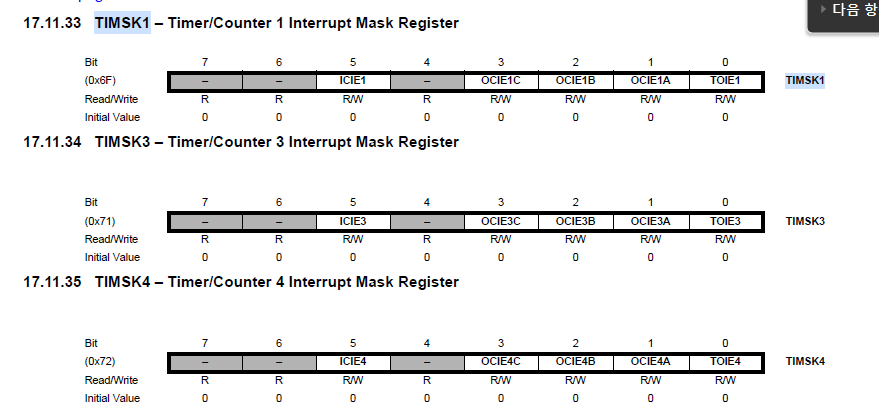 다음 항
17.11.33 TIMSK1 – Timer/Counter 1 Interrupt Mask Register
Bit 7 6 5 4 3 2 1 0
(0x6F) – – ICIE1 – OCIE1C OCIE1B OCIE1A TOIE1 TIMSK1
Read/Write R R R/W R R/W R/W R/W R/W
Initial Value 0 0 0 0 0 0 0 0
17.11.34 TIMSK3 – Timer/Counter 3 Interrupt Mask Register
Bit 7 6 5 4 3 2 1 0
(0x71) – – ICIE3 – OCIE3C OCIE3B OCIE3A TOIE3 TIMSK3
Read/Write R R R/W R R/W R/W R/W R/W
Initial Value 0 0 0 0 0 0 0 0
17.11.35 TIMSK4 – Timer/Counter 4 Interrupt Mask Register
Bit 7 6 5 4 3 2 1 0
(0x72) – – ICIE4 – OCIE4C OCIE4B OCIE4A TOIE4 TIMSK4
Read/Write R R R/W R R/W R/W R/W R/W
Initial Value 0 0 0 0 0 0 0 0